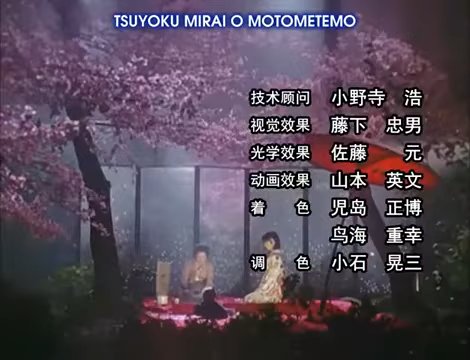 TSUYOKU MIRAI O MOTOMETEMO
技术顾问 小野寺 浩
视觉效果 藤下 忠男
光学效果 佐藤 元
动画效果 山本 英文
着 色 児島 正博
鸟海 重幸
调 色 小石 晃三